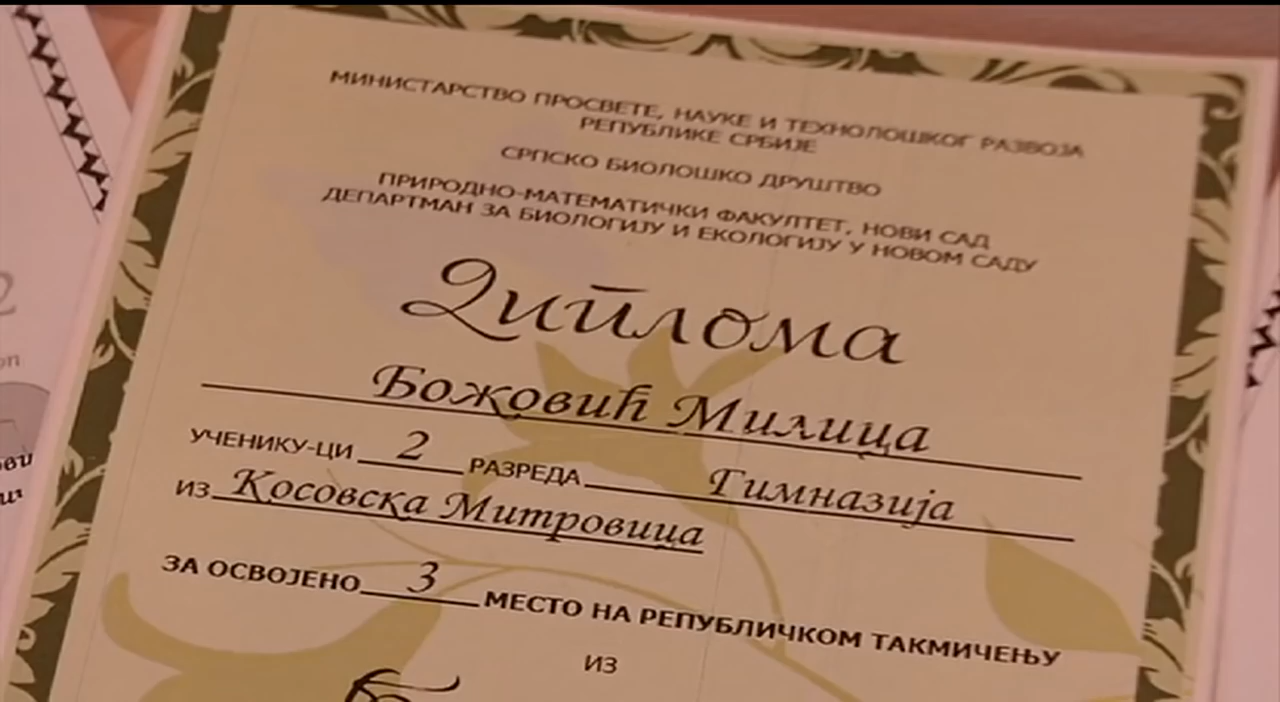 МИНИСТАРСТВО ПРОСВЕТЕ, НАУКЕ И ТЕХНОЛОШКОГ РАЗВОЈА
РЕПУБЛИКЕ СРБИЈЕ
СРПСКО БИОЛОШКО ДРУШТВО
ПРИРОДНО-МАТЕМАТИЧКИ ФАКУЛТЕТ, НОВИ САД
ДЕПАРТМАН ЗА БИОЛОГИЈУ И ЕКОЛОГИЈУ У НОВОМ САДУ
Диплома
Божовић Милица
УЧЕНИКУ-ЦИ 2 РАЗРЕДА Гимназија
ИЗ Косовска Митровица
ЗА ОСВОЈЕНО 3 МЕСТО НА РЕПУБЛИЧКОМ ТАКМИЧЕЊУ
ИЗ